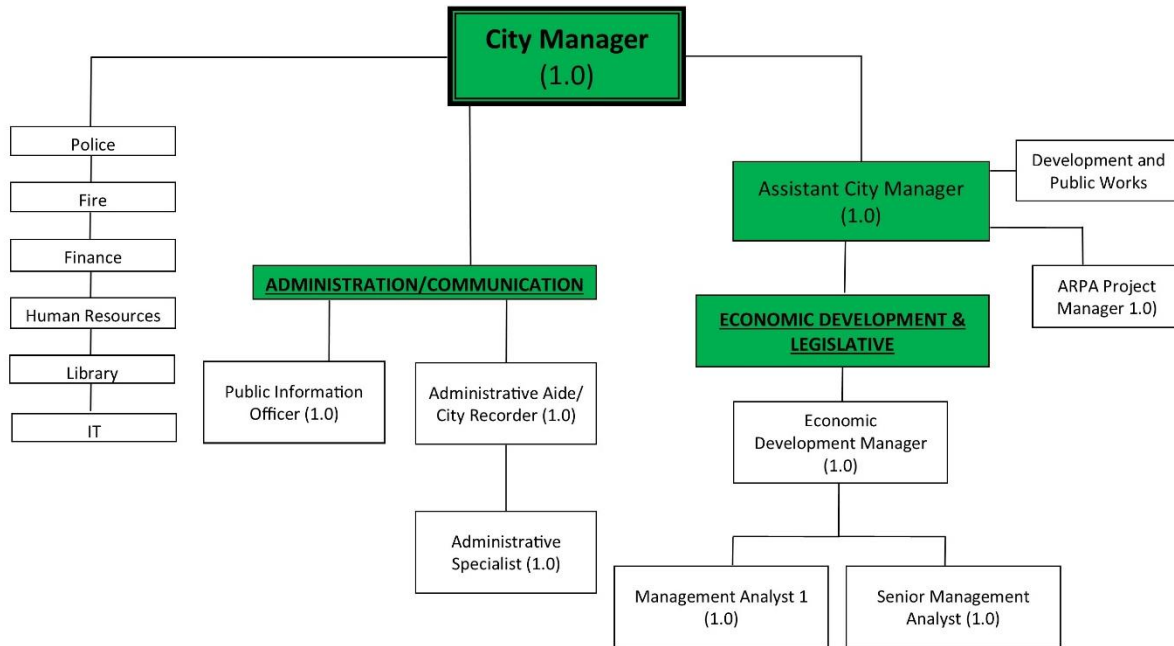 City Manager
(1.0)
Police
Fire
Finance
Human Resources
Library
IT
ADMINISTRATION/COMMUNICATION
Public Information
Officer (1.0)
Administrative Aide/
City Recorder (1.0)
Administrative
Specialist (1.0)
Assistant City Manager
(1.0)
Development and
Public Works
ARPA Project
Manager 1.0)
ECONOMIC DEVELOPMENT &
LEGISLATIVE
Economic
Development Manager
(1.0)
Management Analyst 1
(1.0)
Senior Management
Analyst (1.0)